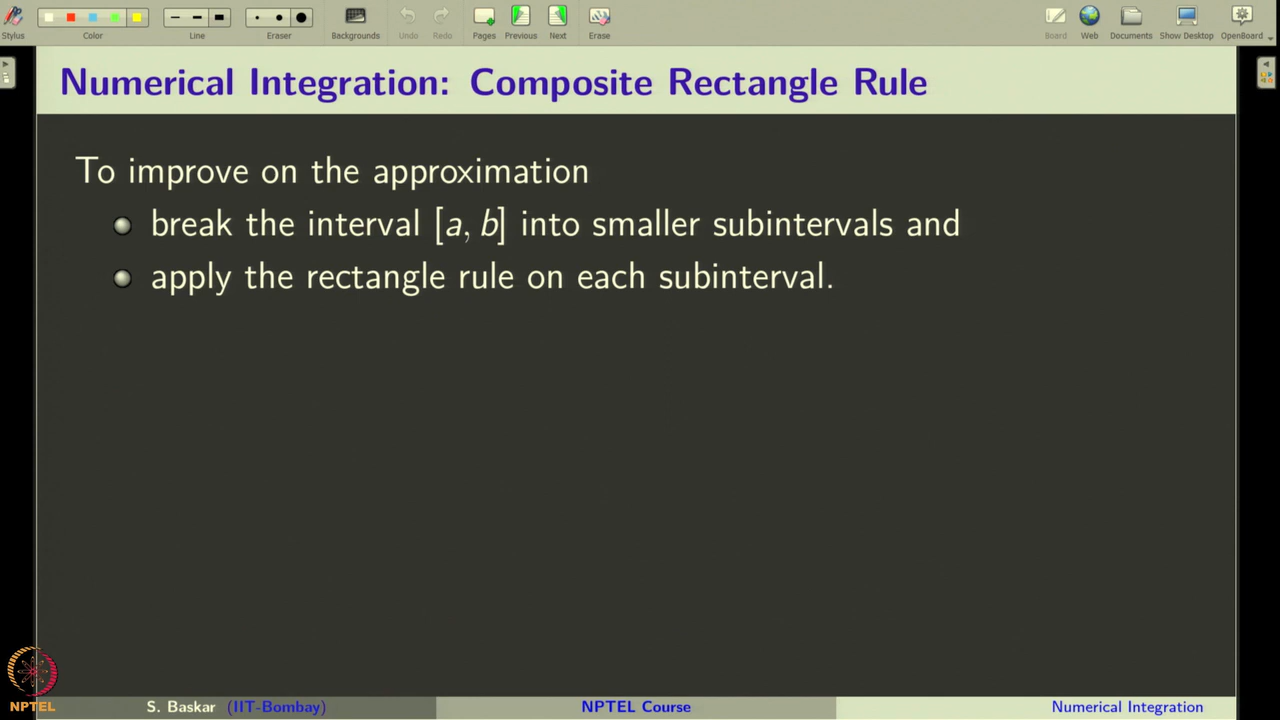 Stylus
Color
Line
Eraser
Backgrounds
Undo
Redo
Pages
Previous
Next
Erase
Board
Web
Documents
Show Desktop
OpenBoard
Numerical Integration: Composite Rectangle Rule
To improve on the approximation
break the interval [a, b] into smaller subintervals and
apply the rectangle rule on each subinterval.
NPTEL
S. Baskar (IIT-Bombay)
NPTEL Course
Numerical Integration